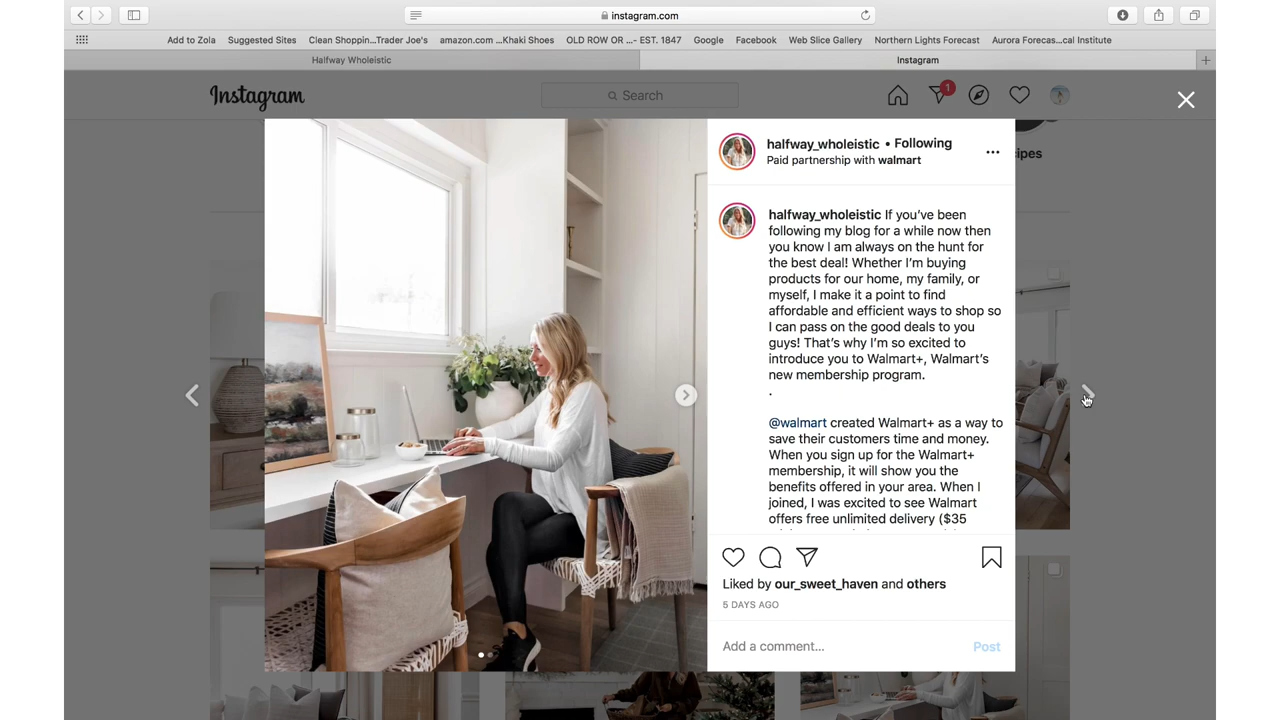 instagram.com
Add to Zola Suggested Sites Clean Shoppin...Trader Joe's amazon.com ...Khaki Shoes OLD ROW OR ...- EST. 1847 Google Facebook Web Slice Gallery Northern Lights Forecast Aurora Forecas...cal Institute
Halfway Wholeistic Instagram
Instagram Search 1
halfway_wholeistic • Following
Paid partnership with walmart
ipes
halfway_wholeistic If you've been
following my blog for a while now then
you know I am always on the hunt for
the best deal! Whether I'm buying
products for our home, my family, or
myself, I make it a point to find
affordable and efficient ways to shop so
I can pass on the good deals to you
guys! That's why I'm so excited to
introduce you to Walmart+, Walmart's
new membership program.
.
@walmart created Walmart+ as a way to
save their customers time and money.
When you sign up for the Walmart+
membership, it will show you the
benefits offered in your area. When I
joined, I was excited to see Walmart
offers free unlimited delivery ($35
Liked by our_sweet_haven and others
5 DAYS AGO
Add a comment... Post